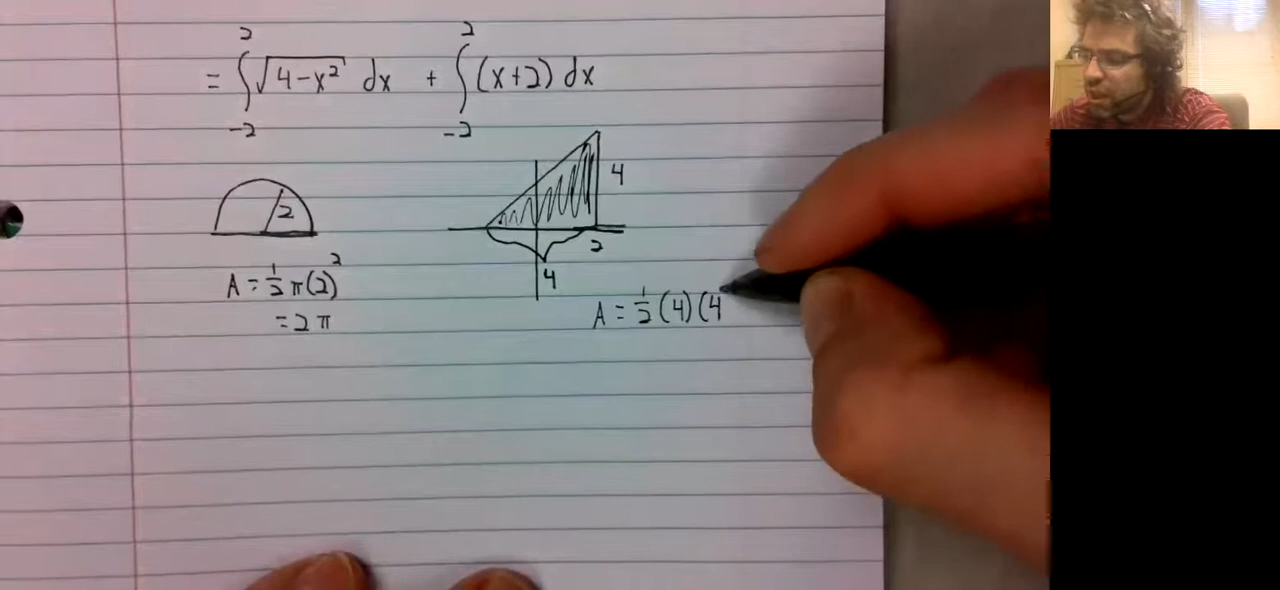 = ∫_{-2}^{2} √(4-x²) dx + ∫_{-2}^{2} (x+2) dx
2
4
2
4
A = ½ π(2)²
= 2π
A = ½ (4)(4